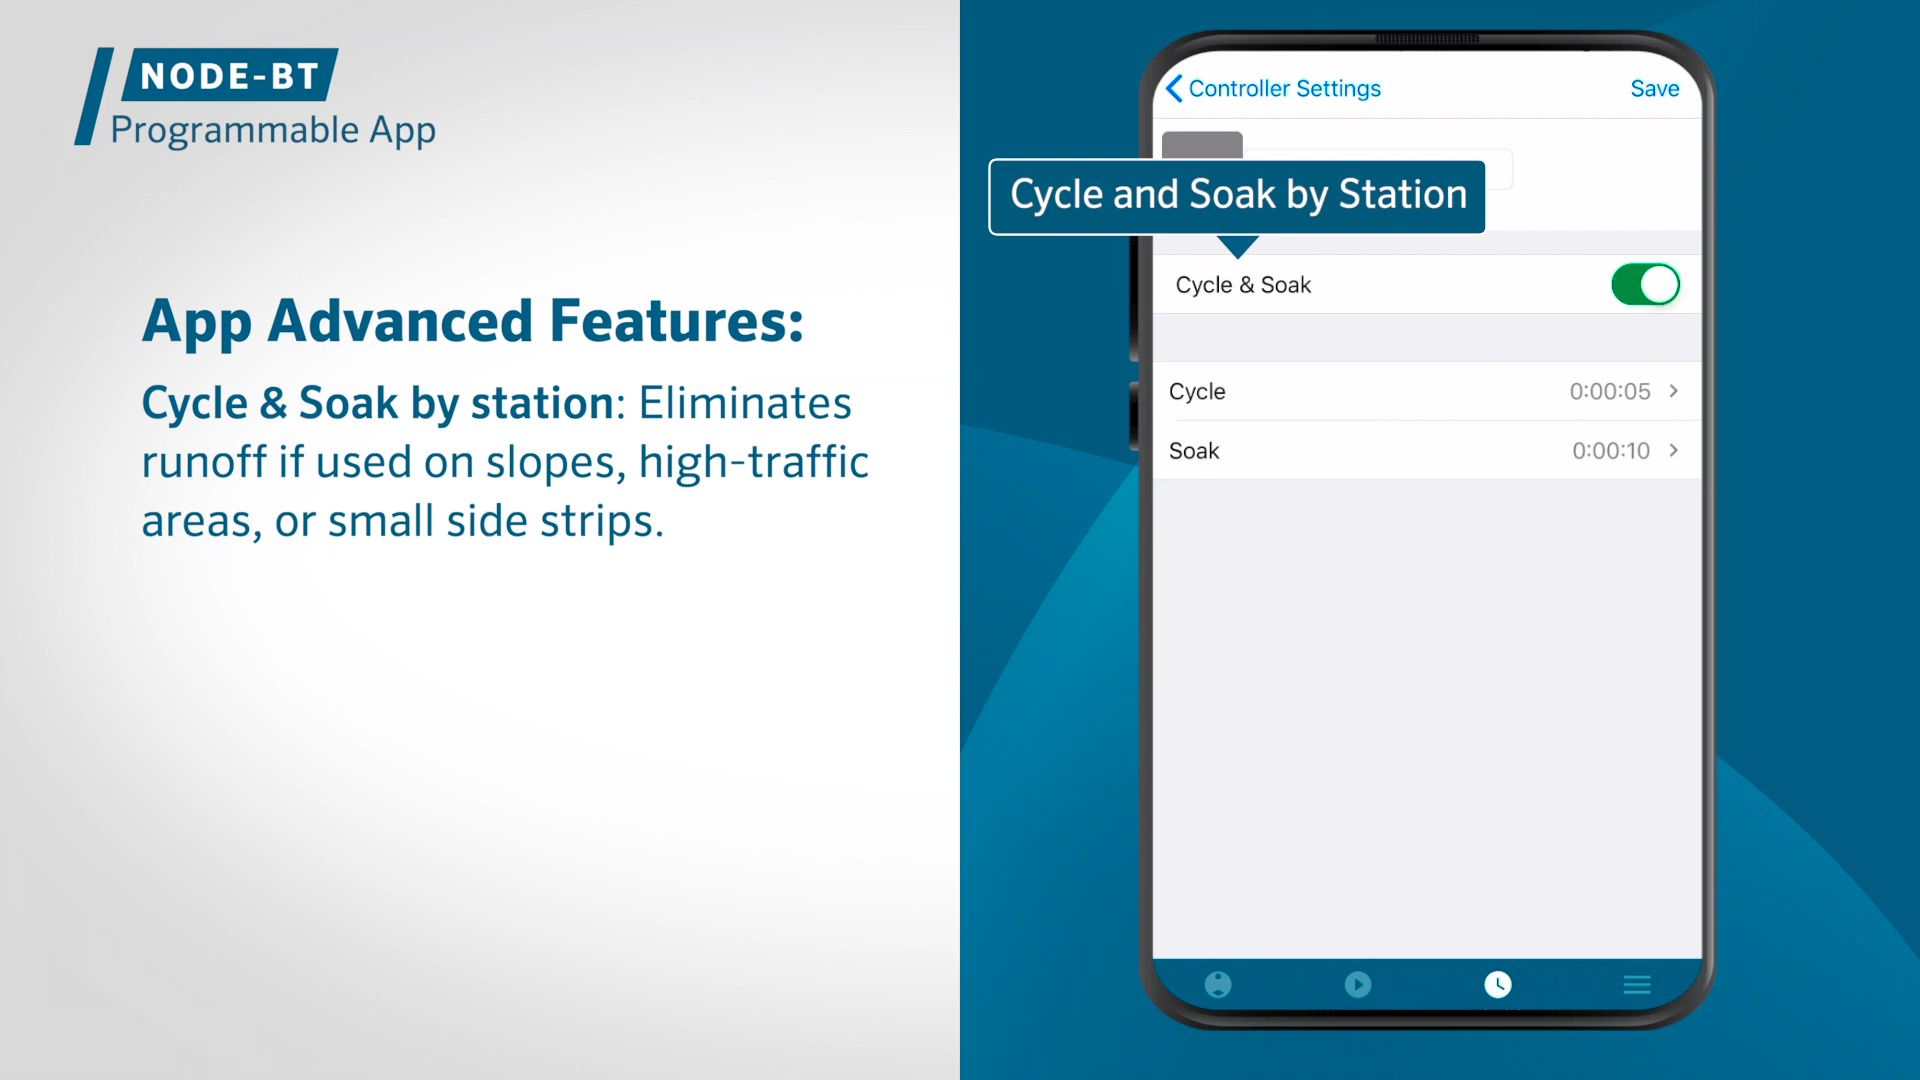 NODE-BT
Programmable App
App Advanced Features:
Cycle & Soak by station: Eliminates
runoff if used on slopes, high-traffic
areas, or small side strips.
Controller Settings
Save
Cycle and Soak by Station
Cycle & Soak
Cycle 0:00:05
Soak 0:00:10